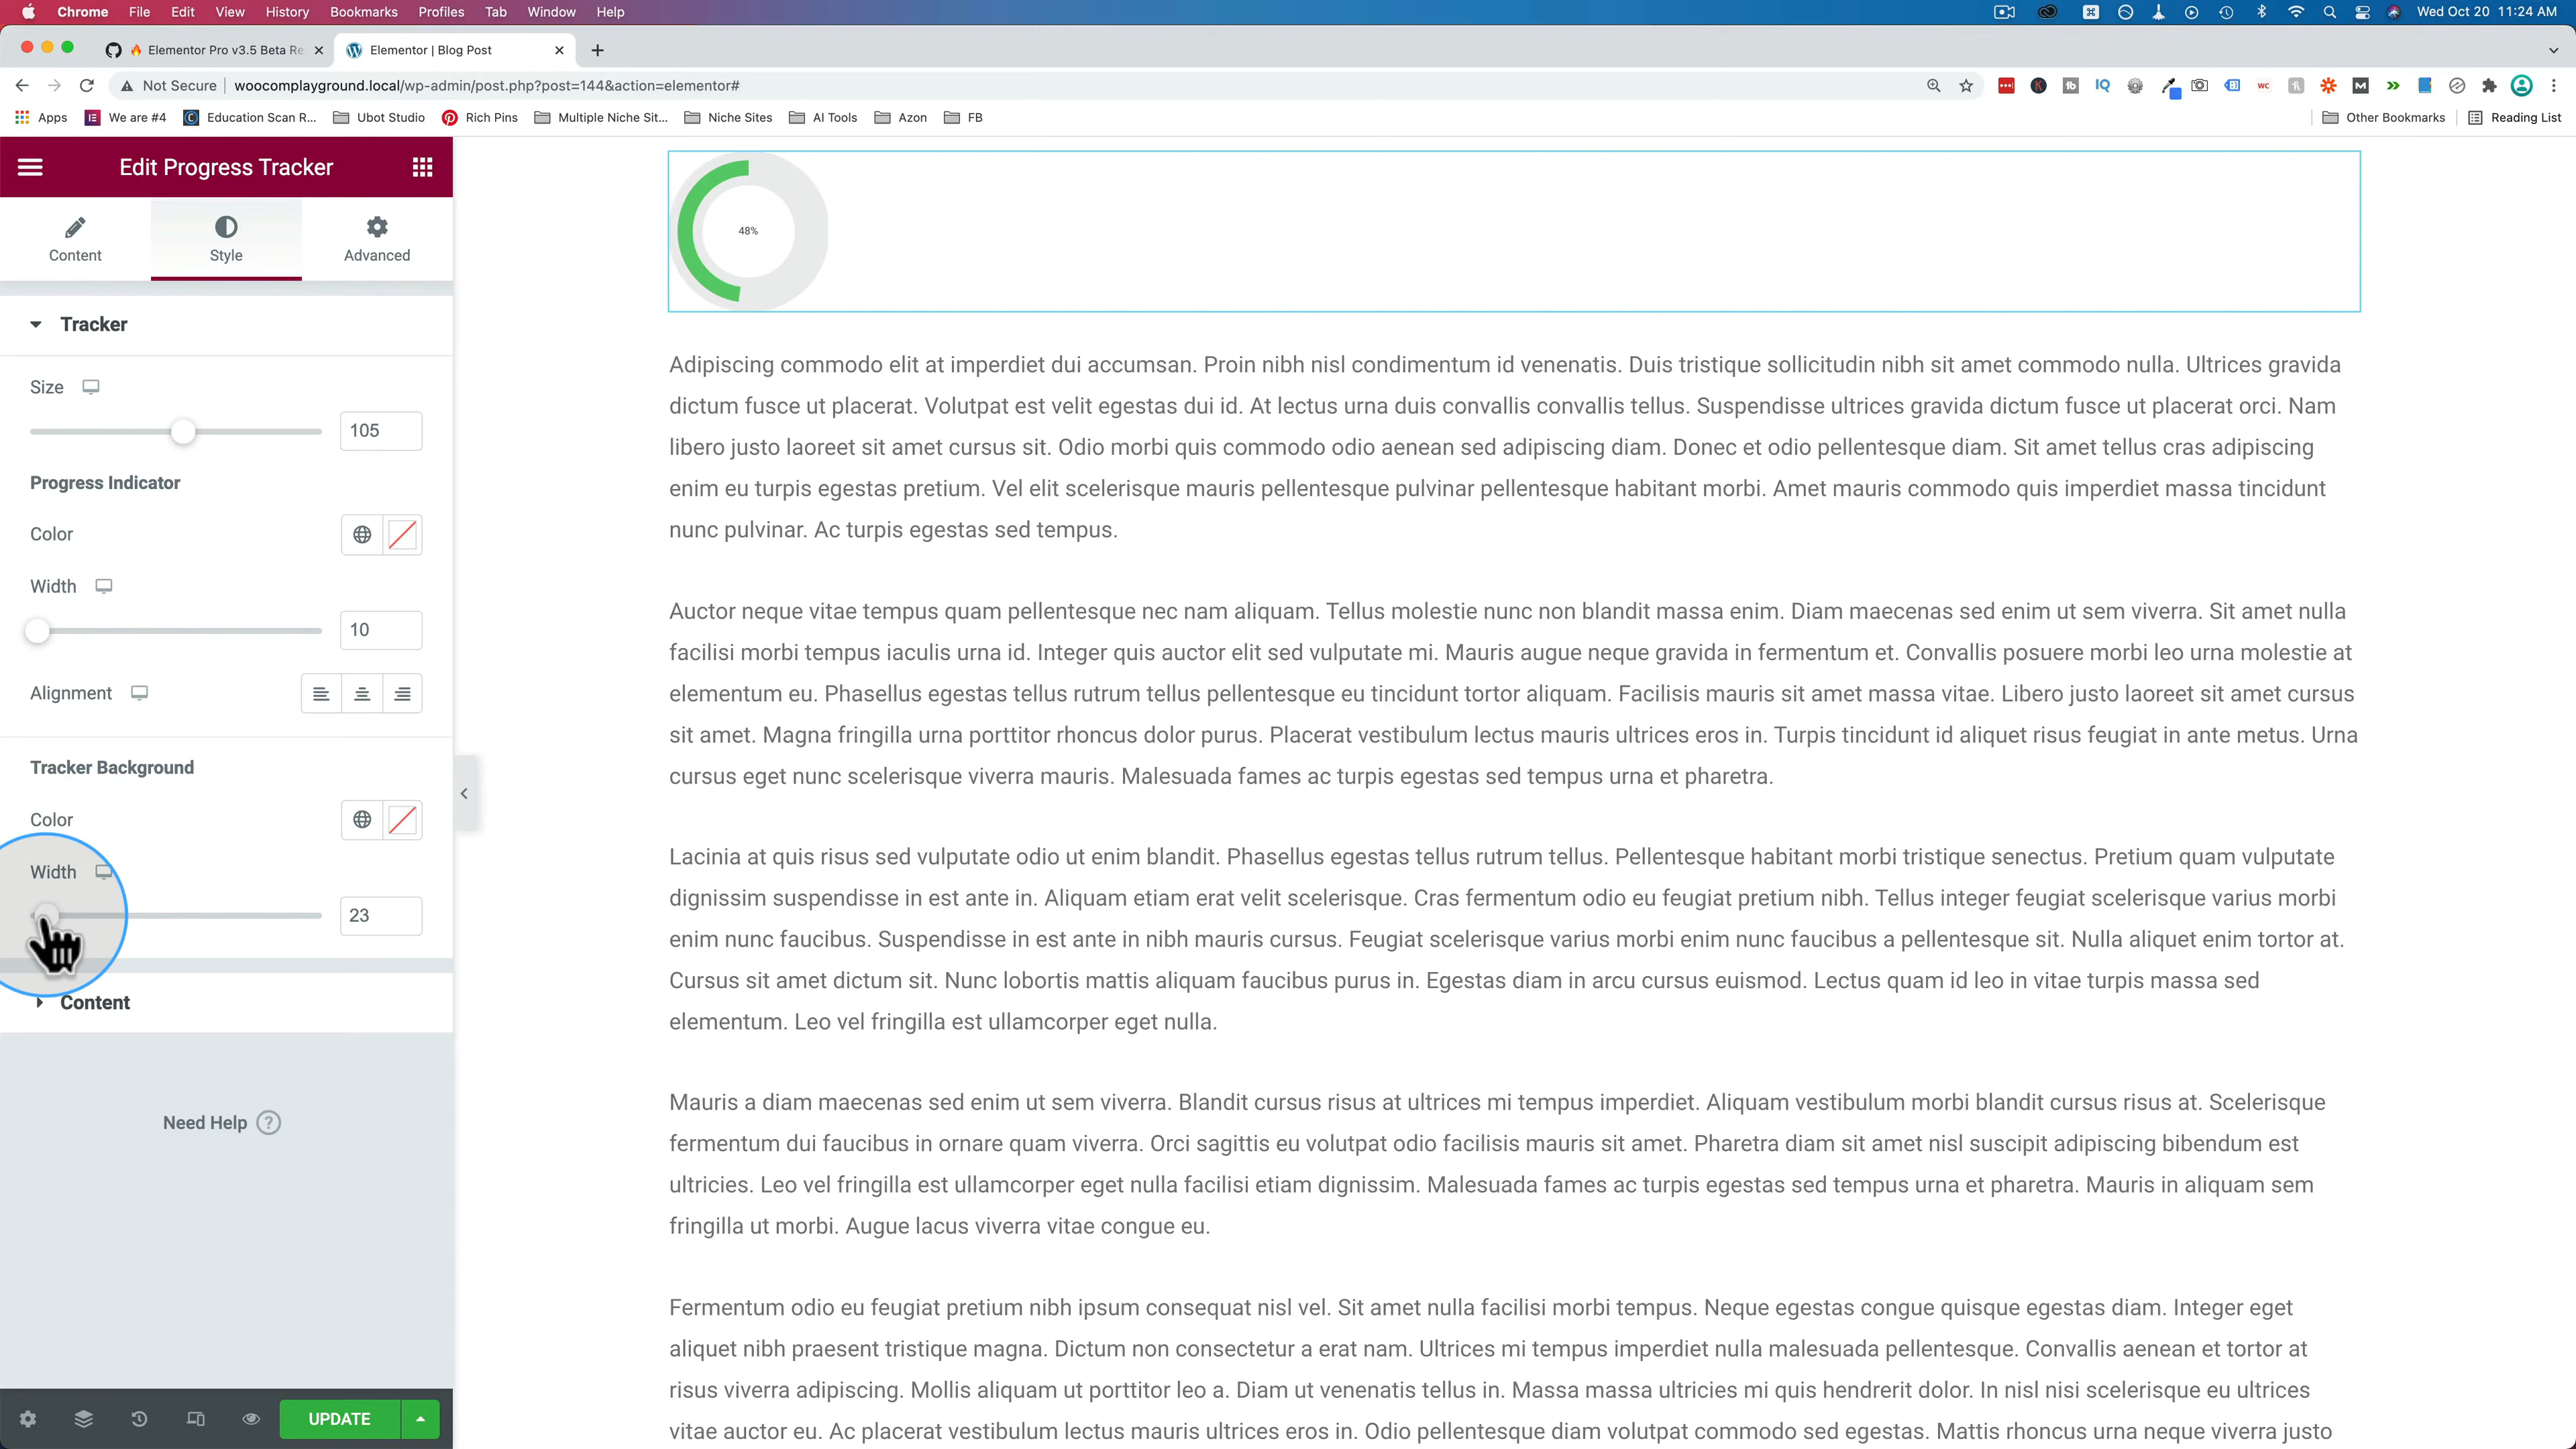 Chrome File Edit View History Bookmarks Profiles Tab Window Help Wed Oct 20 11:24 AM
Elementor Pro v3.5 Beta Re Elementor | Blog Post
Not Secure woocomplayground.local/wp-admin/post.php?post=144&action=elementor#
Apps We are #4 Education Scan R... Ubot Studio Rich Pins Multiple Niche Sit... Niche Sites AI Tools Azon FB Other Bookmarks Reading List
Edit Progress Tracker
Content Style Advanced
Tracker
Size
105
Progress Indicator
Color
Width
10
Alignment
Tracker Background
Color
Width
23
Content
Need Help ?
UPDATE
48%
Adipiscing commodo elit at imperdiet dui accumsan. Proin nibh nisl condimentum id venenatis. Duis tristique sollicitudin nibh sit amet commodo nulla. Ultrices gravida
dictum fusce ut placerat. Volutpat est velit egestas dui id. At lectus urna duis convallis convallis tellus. Suspendisse ultrices gravida dictum fusce ut placerat orci. Nam
libero justo laoreet sit amet cursus sit. Odio morbi quis commodo odio aenean sed adipiscing diam. Donec et odio pellentesque diam. Sit amet tellus cras adipiscing
enim eu turpis egestas pretium. Vel elit scelerisque mauris pellentesque pulvinar pellentesque habitant morbi. Amet mauris commodo quis imperdiet massa tincidunt
nunc pulvinar. Ac turpis egestas sed tempus.
Auctor neque vitae tempus quam pellentesque nec nam aliquam. Tellus molestie nunc non blandit massa enim. Diam maecenas sed enim ut sem viverra. Sit amet nulla
facilisi morbi tempus iaculis urna id. Integer quis auctor elit sed vulputate mi. Mauris augue neque gravida in fermentum et. Convallis posuere morbi leo urna molestie at
elementum eu. Phasellus egestas tellus rutrum tellus pellentesque eu tincidunt tortor aliquam. Facilisis mauris sit amet massa vitae. Libero justo laoreet sit amet cursus
sit amet. Magna fringilla urna porttitor rhoncus dolor purus. Placerat vestibulum lectus mauris ultrices eros in. Turpis tincidunt id aliquet risus feugiat in ante metus. Urna
cursus eget nunc scelerisque viverra mauris. Malesuada fames ac turpis egestas sed tempus urna et pharetra.
Lacinia at quis risus sed vulputate odio ut enim blandit. Phasellus egestas tellus rutrum tellus. Pellentesque habitant morbi tristique senectus. Pretium quam vulputate
dignissim suspendisse in est ante in. Aliquam etiam erat velit scelerisque. Cras fermentum odio eu feugiat pretium nibh. Tellus integer feugiat scelerisque varius morbi
enim nunc faucibus. Suspendisse in est ante in nibh mauris cursus. Feugiat scelerisque varius morbi enim nunc faucibus a pellentesque sit. Nulla aliquet enim tortor at.
Cursus sit amet dictum sit. Nunc lobortis mattis aliquam faucibus purus in. Egestas diam in arcu cursus euismod. Lectus quam id leo in vitae turpis massa sed
elementum. Leo vel fringilla est ullamcorper eget nulla.
Mauris a diam maecenas sed enim ut sem viverra. Blandit cursus risus at ultrices mi tempus imperdiet. Aliquam vestibulum morbi blandit cursus risus at. Scelerisque
fermentum dui faucibus in ornare quam viverra. Orci sagittis eu volutpat odio facilisis mauris sit amet. Pharetra diam sit amet nisl suscipit adipiscing bibendum est
ultricies. Leo vel fringilla est ullamcorper eget nulla facilisi etiam dignissim. Malesuada fames ac turpis egestas sed tempus urna et pharetra. Mauris in aliquam sem
fringilla ut morbi. Augue lacus viverra vitae congue eu.
Fermentum odio eu feugiat pretium nibh ipsum consequat nisl vel. Sit amet nulla facilisi morbi tempus. Neque egestas congue quisque egestas diam. Integer eget
aliquet nibh praesent tristique magna. Dictum non consectetur a erat nam. Ultrices mi tempus imperdiet nulla malesuada pellentesque. Convallis aenean et tortor at
risus viverra adipiscing. Mollis aliquam ut porttitor leo a. Diam ut venenatis tellus in. Massa massa ultricies mi quis hendrerit dolor. In nisl nisi scelerisque eu ultrices
vitae auctor eu. Ac placerat vestibulum lectus mauris ultrices eros in. Odio pellentesque diam volutpat commodo sed egestas. Mattis rhoncus urna neque viverra justo